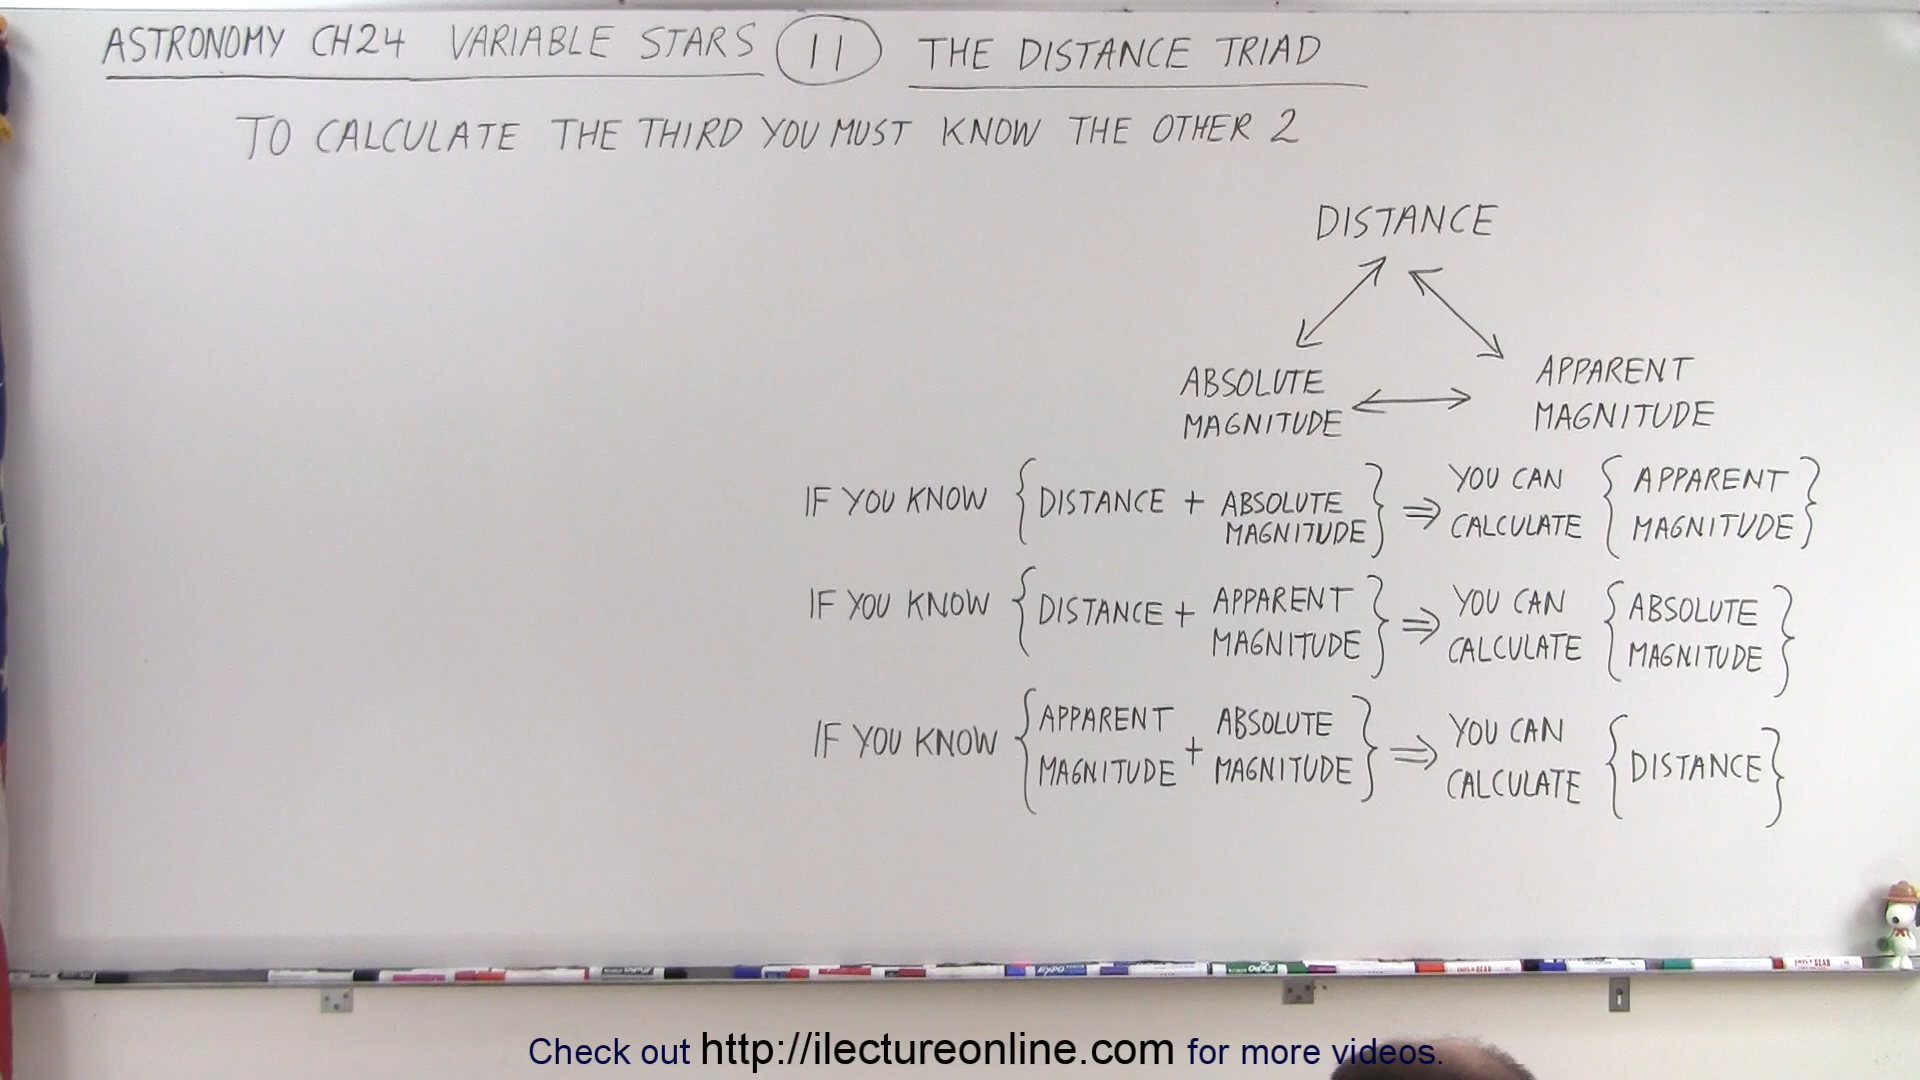 ASTRONOMY CH24 VARIABLE STARS 11 THE DISTANCE TRIAD
TO CALCULATE THE THIRD YOU MUST KNOW THE OTHER 2
DISTANCE
ABSOLUTE
MAGNITUDE
APPARENT
MAGNITUDE
IF YOU KNOW { DISTANCE + ABSOLUTE
MAGNITUDE } ⇒ YOU CAN
CALCULATE { APPARENT
MAGNITUDE }
IF YOU KNOW { DISTANCE + APPARENT
MAGNITUDE } ⇒ YOU CAN
CALCULATE { ABSOLUTE
MAGNITUDE }
IF YOU KNOW { APPARENT
MAGNITUDE + ABSOLUTE
MAGNITUDE } ⇒ YOU CAN
CALCULATE { DISTANCE }
EXPO
Check out http://ilectureonline.com for more videos.